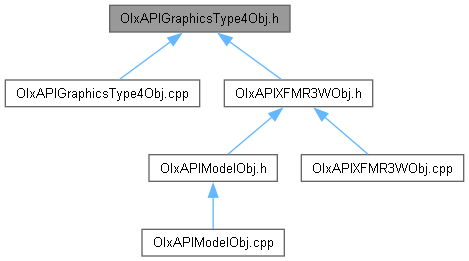 OlxAPIGraphicsType4Obj.h
OlxAPIGraphicsType4Obj.cpp
OlxAPIXFMR3WObj.h
OlxAPIModelObj.h
OlxAPIXFMR3WObj.cpp
OlxAPIModelObj.cpp